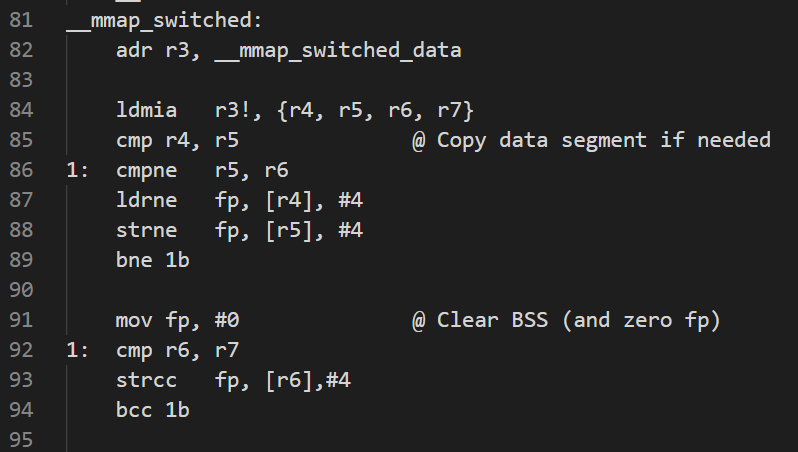 81 __mmap_switched:
82     adr r3, __mmap_switched_data
83
84     ldmia   r3!, {r4, r5, r6, r7}
85     cmp r4, r5              @ Copy data segment if needed
86 1:  cmpne   r5, r6
87     ldrne   fp, [r4], #4
88     strne   fp, [r5], #4
89     bne 1b
90
91     mov fp, #0              @ Clear BSS (and zero fp)
92 1:  cmp r6, r7
93     strcc   fp, [r6],#4
94     bcc 1b
95